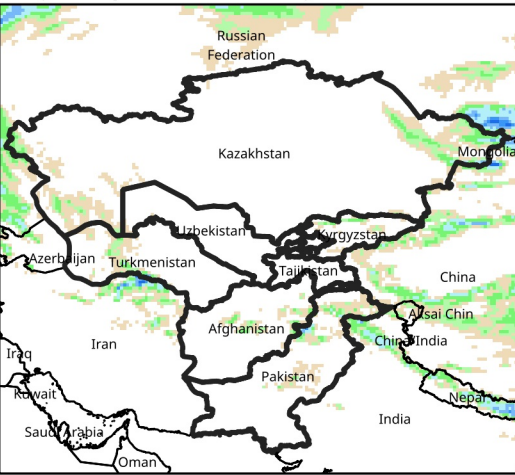 Russian
Federation
Kazakhstan
Mongolia
Uzbekistan
Kyrgyzstan
Azerbaijan
Turkmenistan
Tajikistan
China
Aksai Chin
Afghanistan
Iran
China/India
Iraq
Pakistan
Kuwait
Nepal
India
Saudi Arabia
Oman